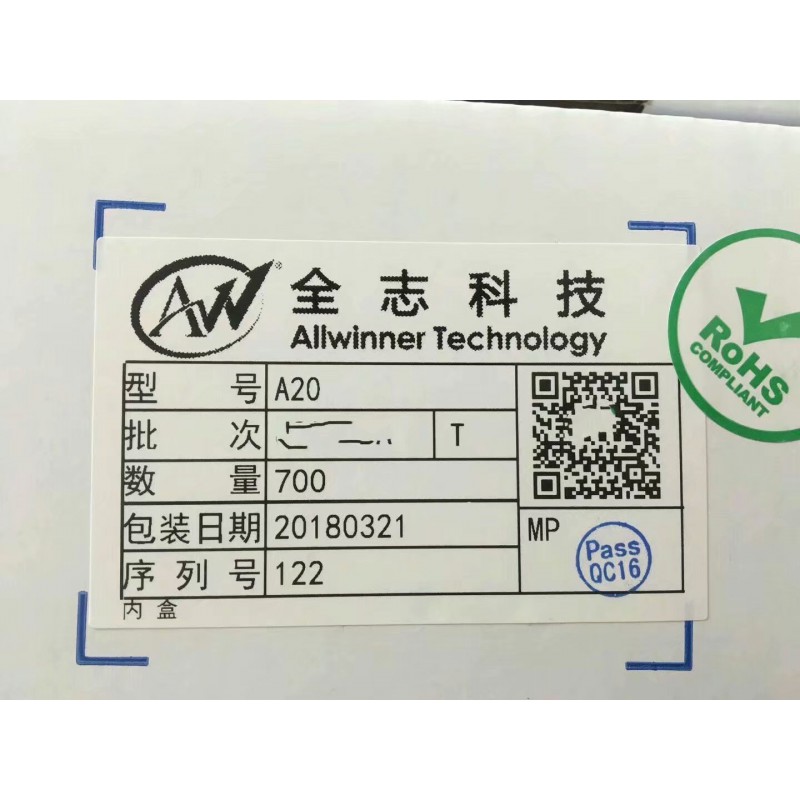 AW®
全志科技
Allwinner Technology
型号 A20
批次 T
数量 700
包装日期 20180321
序列号 122
MP
Pass
QC16
内盒
RoHS
COMPLIANT